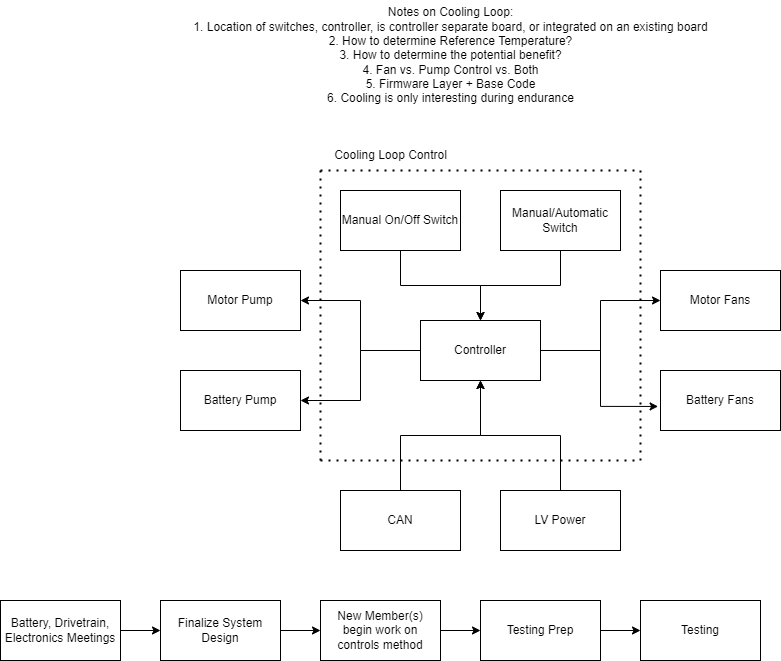 Notes on Cooling Loop:
1. Location of switches, controller, is controller separate board, or integrated on an existing board
2. How to determine Reference Temperature?
3. How to determine the potential benefit?
4. Fan vs. Pump Control vs. Both
5. Firmware Layer + Base Code
6. Cooling is only interesting during endurance
Cooling Loop Control
Manual On/Off Switch
Manual/Automatic
Switch
Motor Pump
Motor Fans
Controller
Battery Pump
Battery Fans
CAN
LV Power
Battery, Drivetrain,
Electronics Meetings
Finalize System
Design
New Member(s)
begin work on
controls method
Testing Prep
Testing